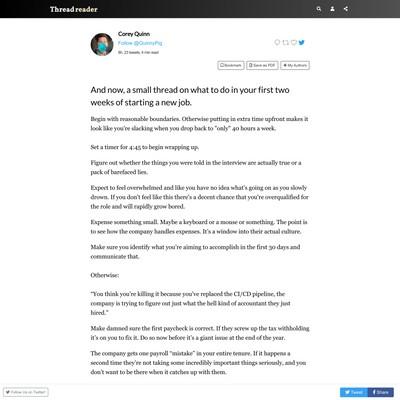 Thread reader
Corey Quinn
Follow @QuinnyPig
8h, 23 tweets, 4 min read
Bookmark
Save as PDF
My Authors
And now, a small thread on what to do in your first two
weeks of starting a new job.
Begin with reasonable boundaries. Otherwise putting in extra time upfront makes it
look like you're slacking when you drop back to "only" 40 hours a week.
Set a timer for 4:45 to begin wrapping up.
Figure out whether the things you were told in the interview are actually true or a
pack of barefaced lies.
Expect to feel overwhelmed and like you have no idea what's going on as you slowly
drown. If you don't feel like this there's a decent chance that you're overqualified for
the role and will rapidly grow bored.
Expense something small. Maybe a keyboard or a mouse or something. The point is
to see how the company handles expenses. It's a window into their actual culture.
Make sure you identify what you're aiming to accomplish in the first 30 days and
communicate that.
Otherwise:
"You think you're killing it because you've replaced the CI/CD pipeline, the
company is trying to figure out just what the hell kind of accountant they just
hired."
Make damned sure the first paycheck is correct. If they screw up the tax withholding
it's on you to fix it. Do so now before it's a giant issue at the end of the year.
The company gets one payroll "mistake" in your entire tenure. If it happens a
second time they're not taking some incredibly important things seriously, and you
don't want to be there when it catches up with them.
Follow Us on Twitter!
Tweet
Share